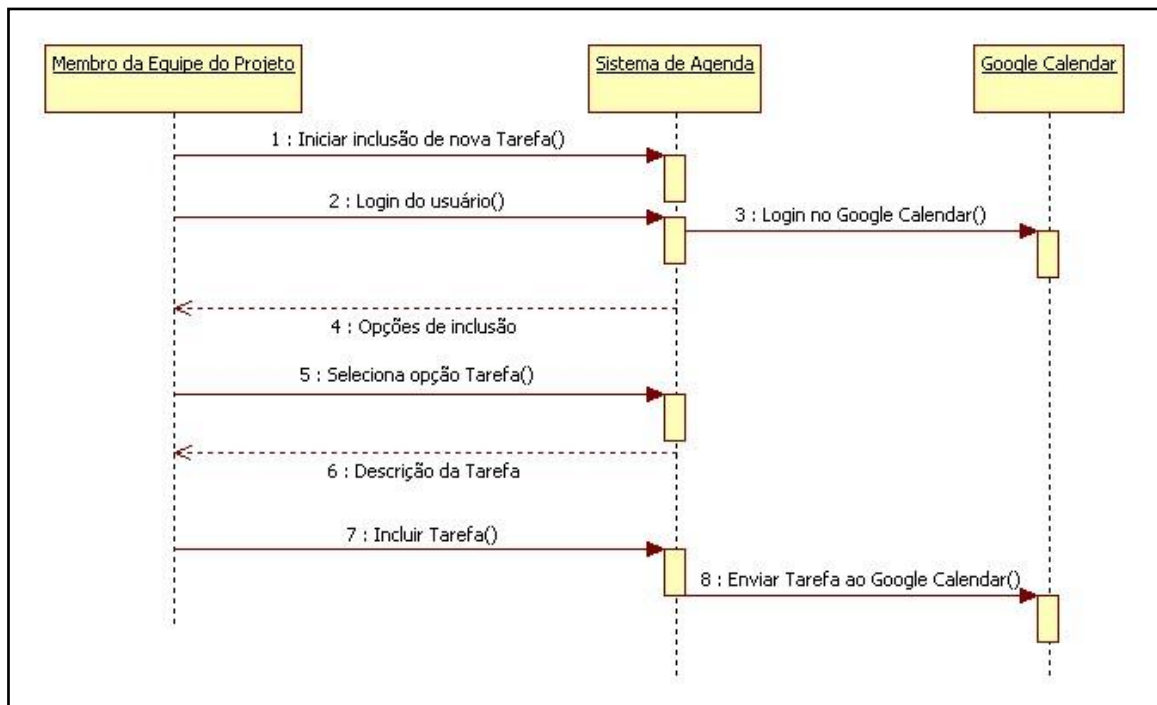 Membro da Equipe do Projeto
Sistema de Agenda
Google Calendar
1 : Iniciar inclusão de nova Tarefa()
2 : Login do usuário()
3 : Login no Google Calendar()
4 : Opções de inclusão
5 : Seleciona opção Tarefa()
6 : Descrição da Tarefa
7 : Incluir Tarefa()
8 : Enviar Tarefa ao Google Calendar()